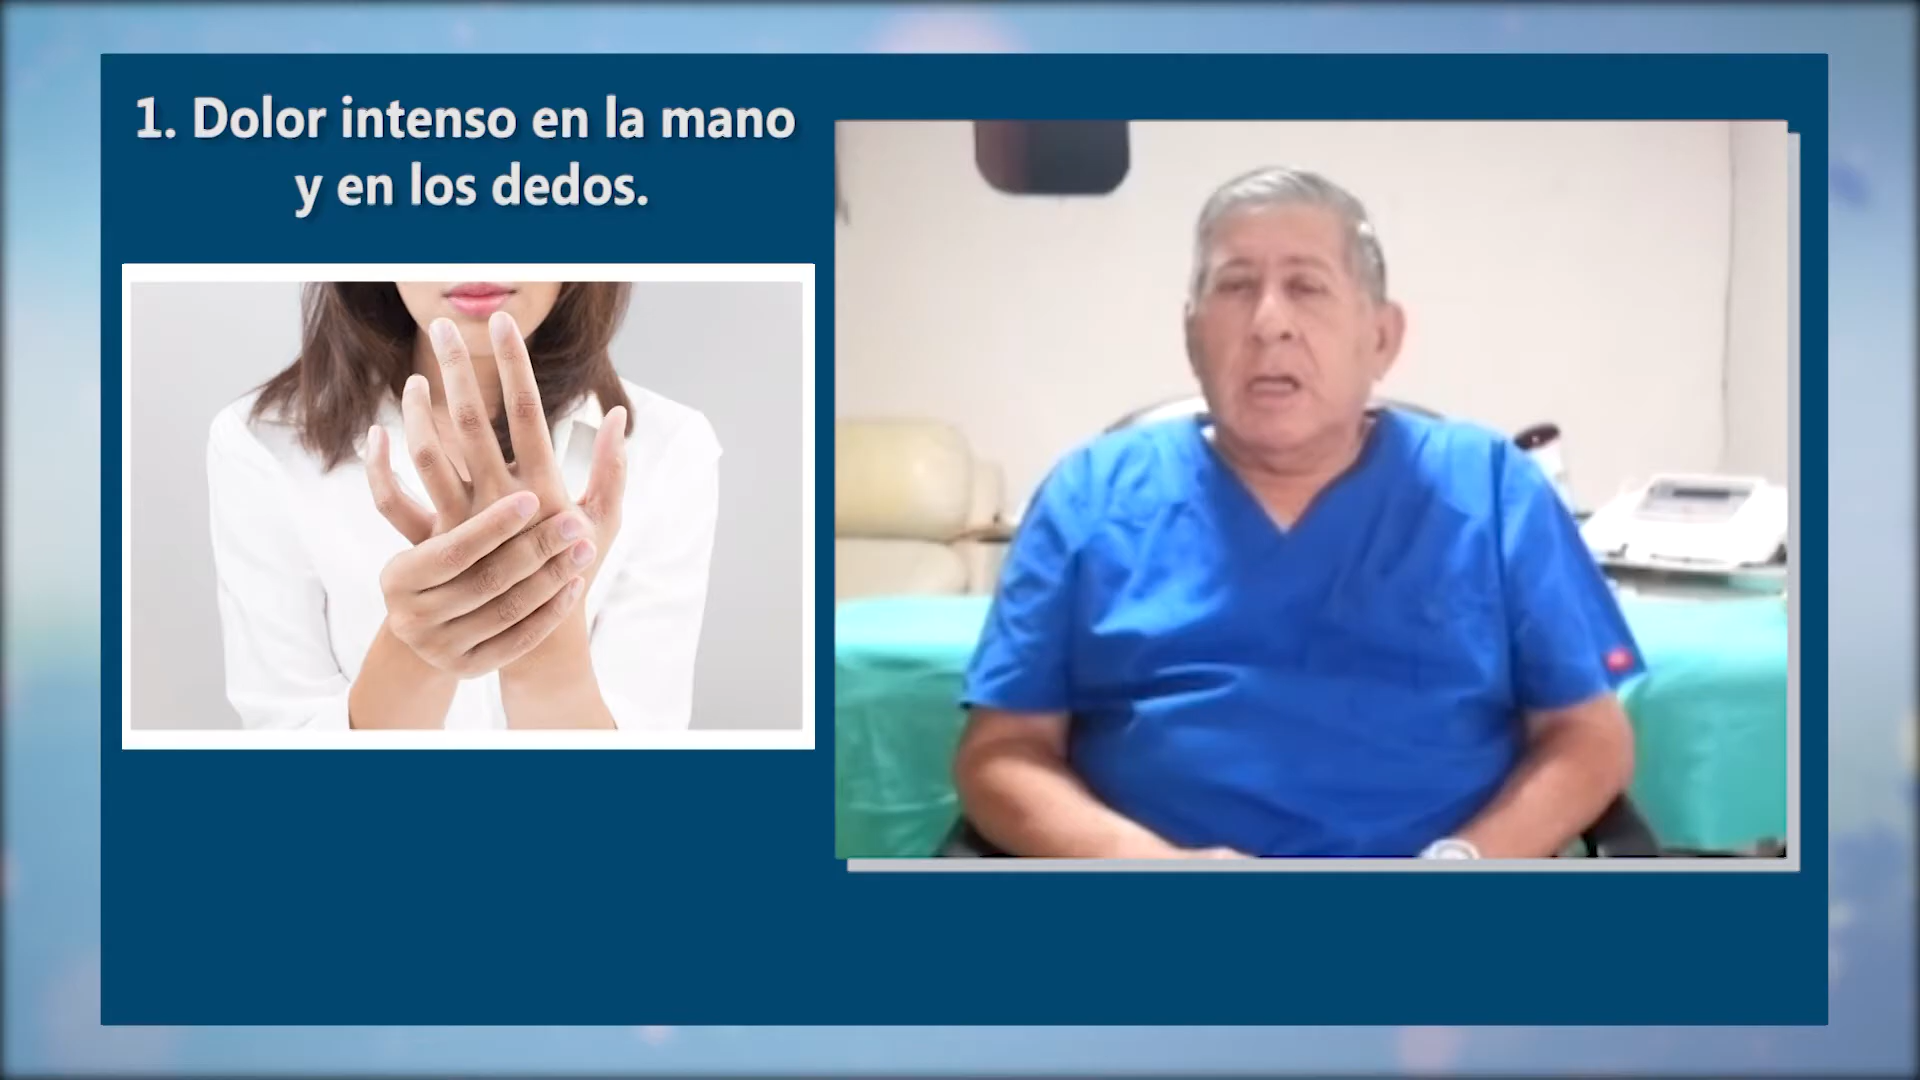 1. Dolor intenso en la mano
y en los dedos.